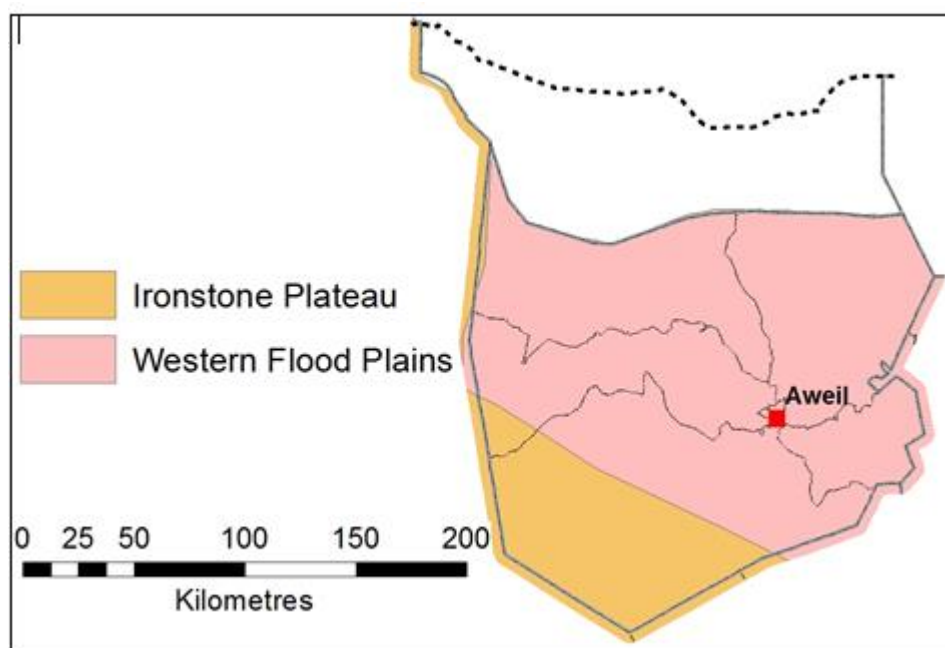 Ironstone Plateau
Western Flood Plains
Aweil
0 25 50 100 150 200
Kilometres